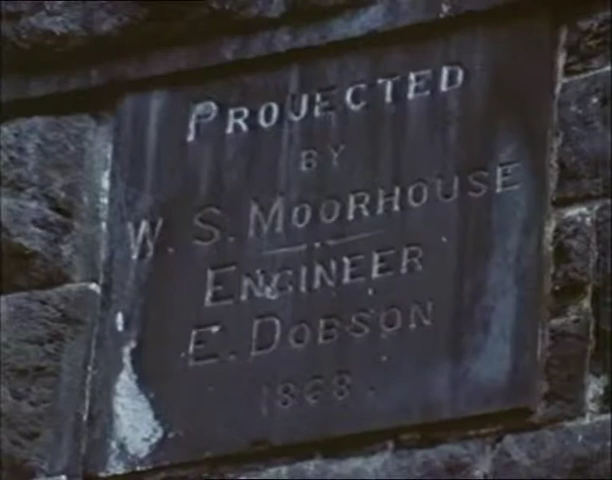 PROJECTED
BY
W. S. MOORHOUSE
ENGINEER
E. DOBSON
1868.